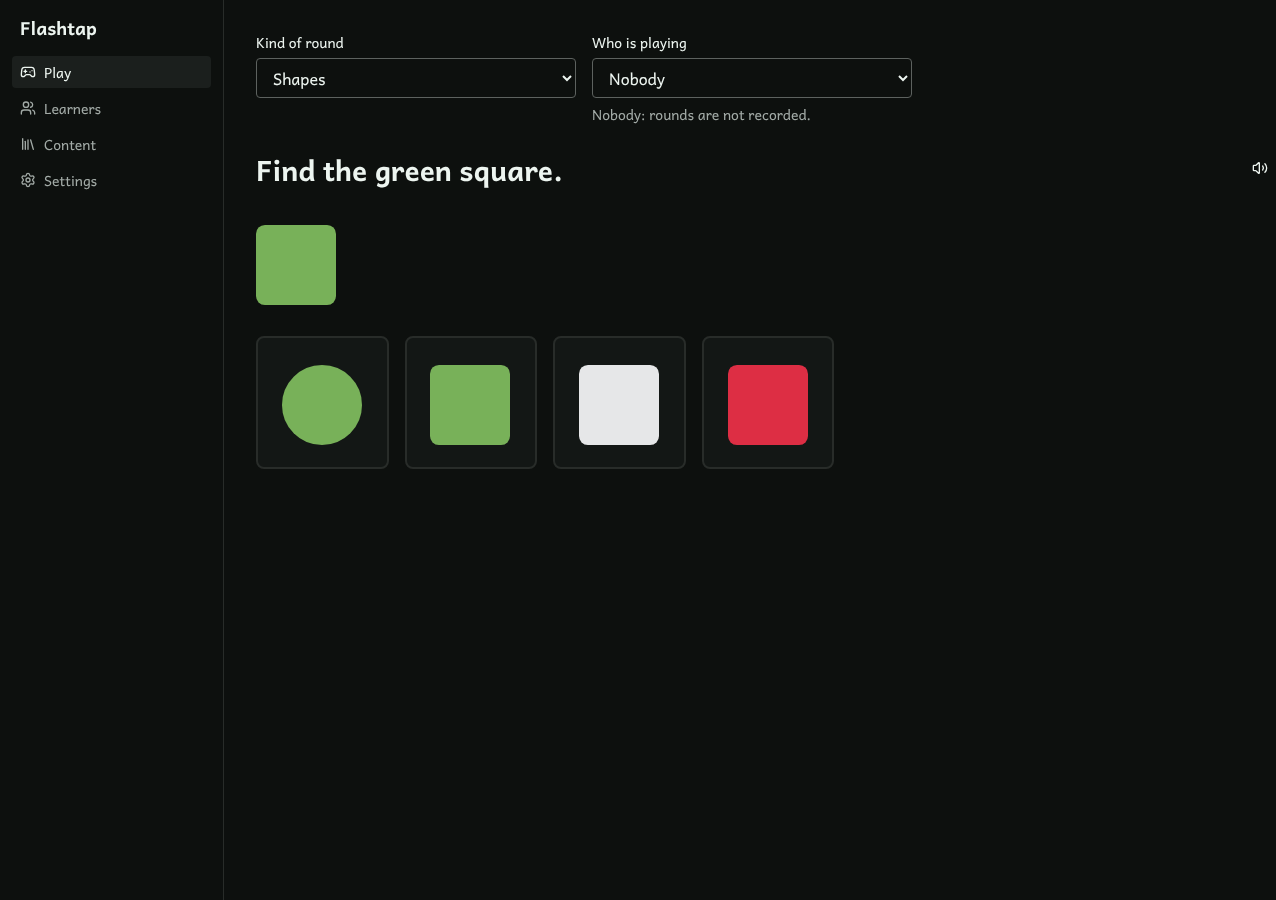 Flashtap
Play
Learners
Content
Settings
Kind of round
Shapes
Who is playing
Nobody
Nobody: rounds are not recorded.
Find the green square.